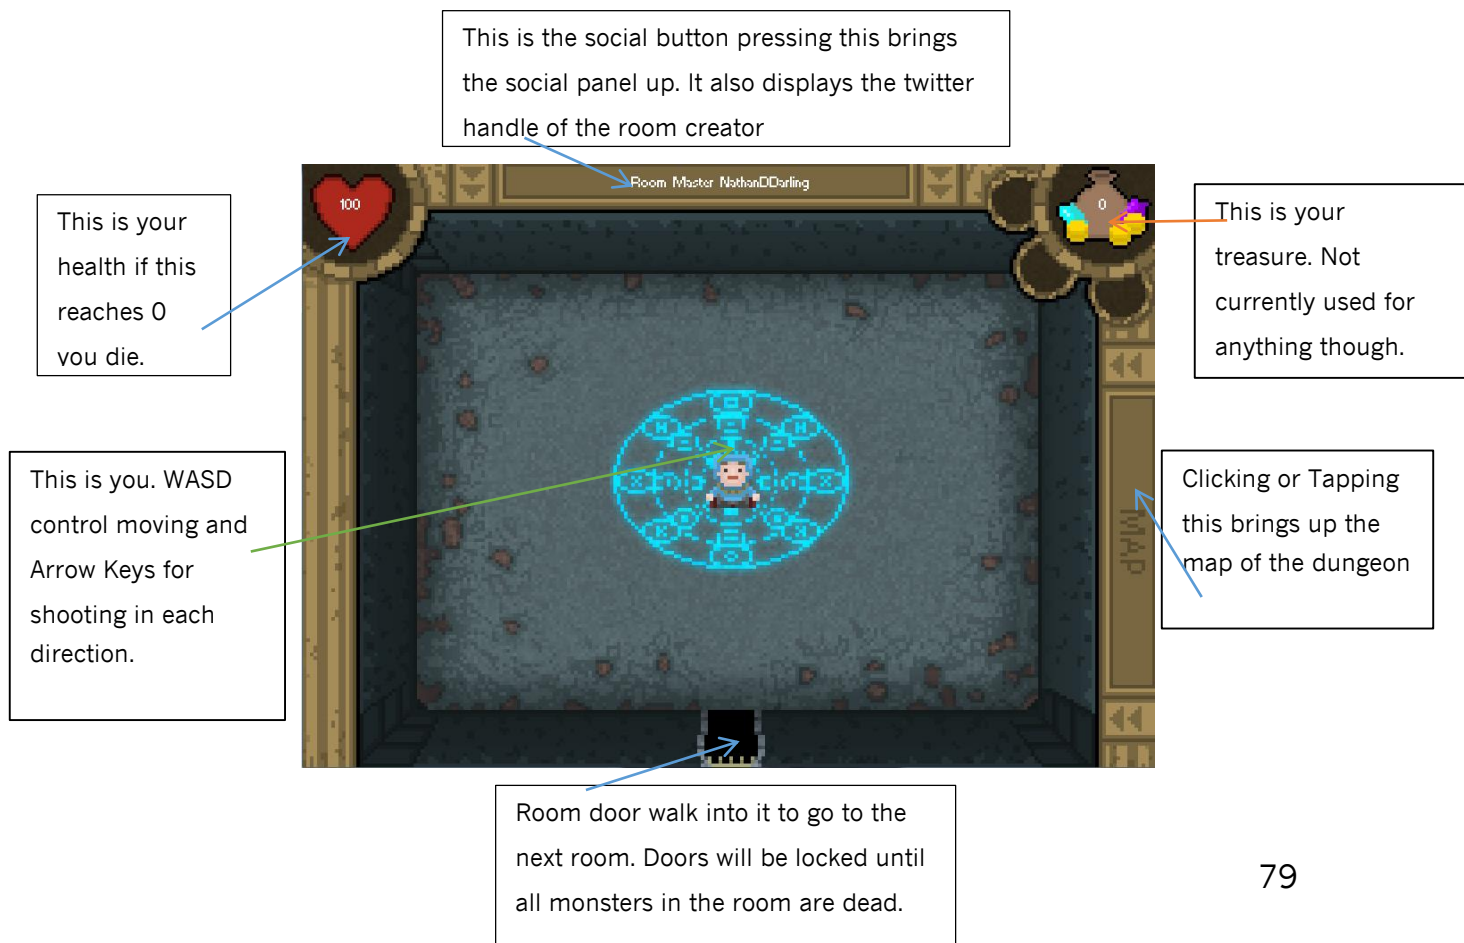 This is the social button pressing this brings
the social panel up. It also displays the twitter
handle of the room creator
Room Master NathanDDarling
100
0
This is your
health if this
reaches 0
you die.
This is your
treasure. Not
currently used for
anything though.
This is you. WASD
control moving and
Arrow Keys for
shooting in each
direction.
Clicking or Tapping
this brings up the
map of the dungeon
MAP
Room door walk into it to go to the
next room. Doors will be locked until
all monsters in the room are dead.
79